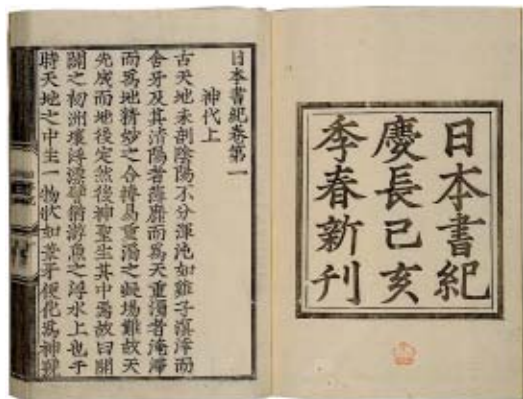 日本書紀
慶長己亥
季春新刊
日本書紀巻第一
神代上
古天地未剖陰陽不分渾沌如雞子溟涬而
含牙及其清陽者薄靡而爲天重濁者淹滯
而爲地精妙之合摶易重濁之凝場難故天
先成而地後定然後神聖生其中焉故曰開
闢之初洲壤浮漂譬猶游魚之浮水上也于
時天地之中生一物狀如葦牙便化爲神